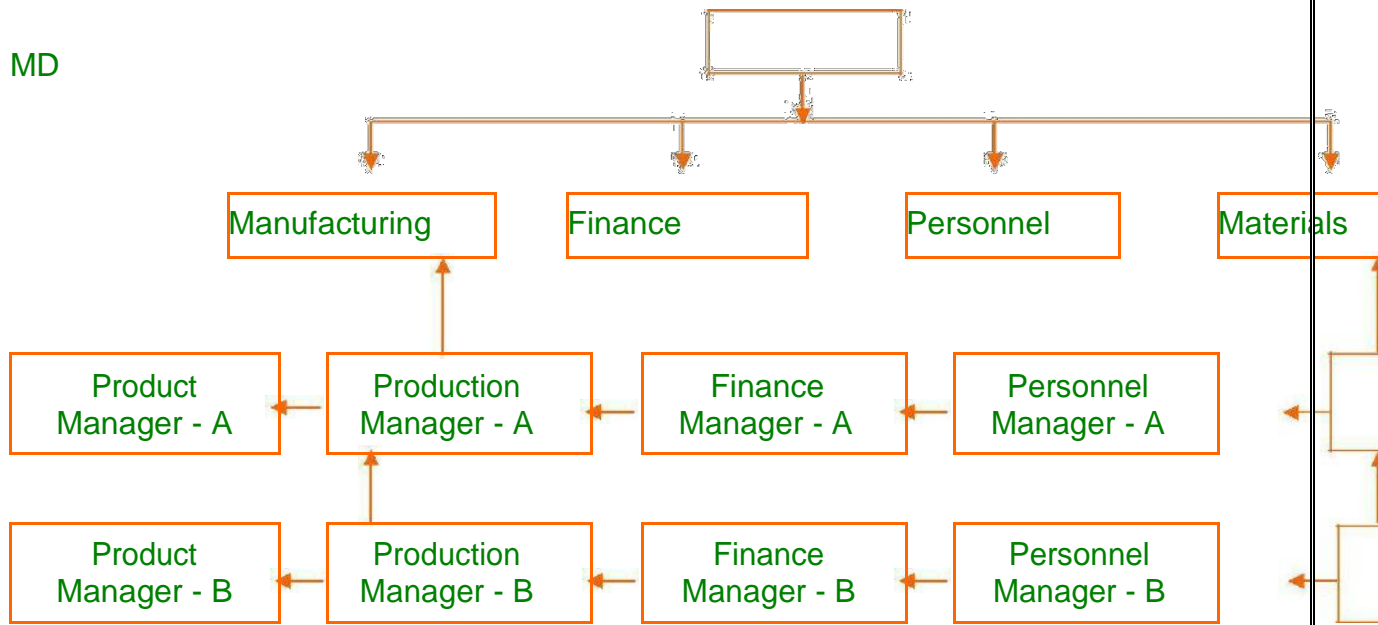 MD
Manufacturing
Finance
Personnel
Materials
Product
Manager - A
Production
Manager - A
Finance
Manager - A
Personnel
Manager - A
Product
Manager - B
Production
Manager - B
Finance
Manager - B
Personnel
Manager - B